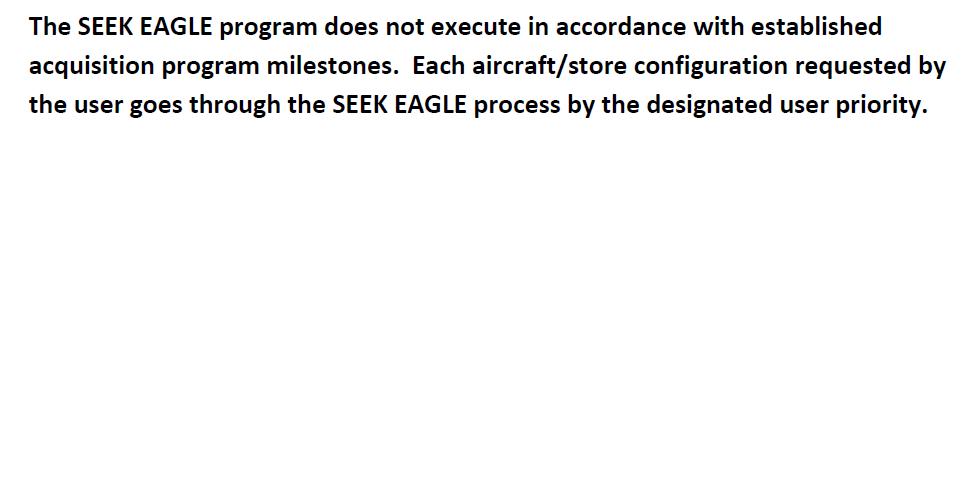 The SEEK EAGLE program does not execute in accordance with established
acquisition program milestones.  Each aircraft/store configuration requested by
the user goes through the SEEK EAGLE process by the designated user priority.